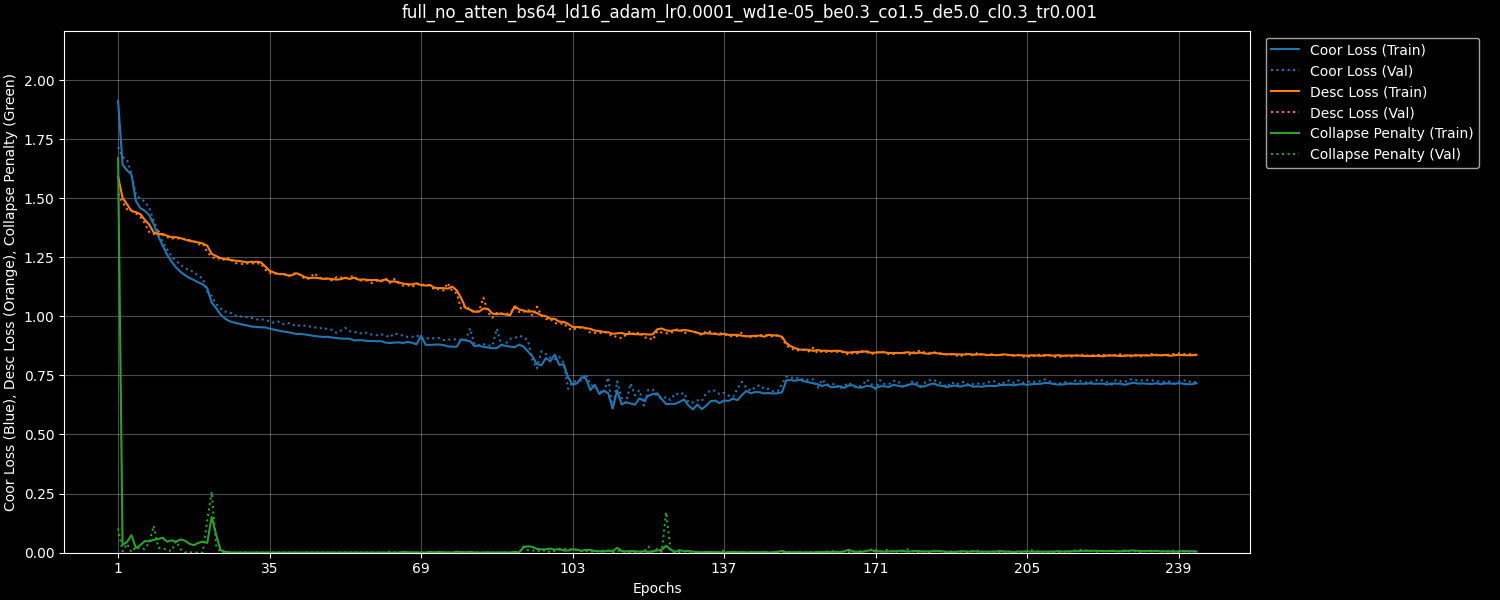 full_no_atten_bs64_ld16_adam_lr0.0001_wd1e-05_be0.3_co1.5_de5.0_cl0.3_tr0.001
Coor Loss (Blue), Desc Loss (Orange), Collapse Penalty (Green)
2.00
1.75
1.50
1.25
1.00
0.75
0.50
0.25
0.00
1 35 69 103 137 171 205 239
Epochs
Coor Loss (Train)
Coor Loss (Val)
Desc Loss (Train)
Desc Loss (Val)
Collapse Penalty (Train)
Collapse Penalty (Val)